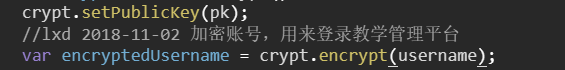 crypt.setPublicKey(pk);
//lxd 2018-11-02 加密账号，用来登录教学管理平台
var encryptedUsername = crypt.encrypt(username);